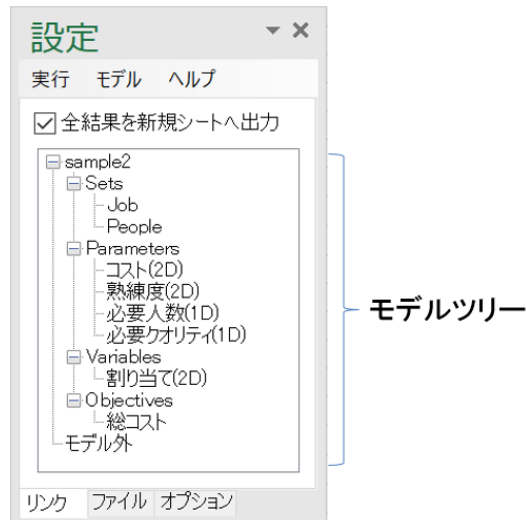 設定
実行 モデル ヘルプ
全結果を新規シートへ出力
sample2
Sets
Job
People
Parameters
コスト(2D)
熟練度(2D)
必要人数(1D)
必要クオリティ(1D)
Variables
割り当て(2D)
Objectives
総コスト
モデル外
モデルツリー
リンク ファイル オプション